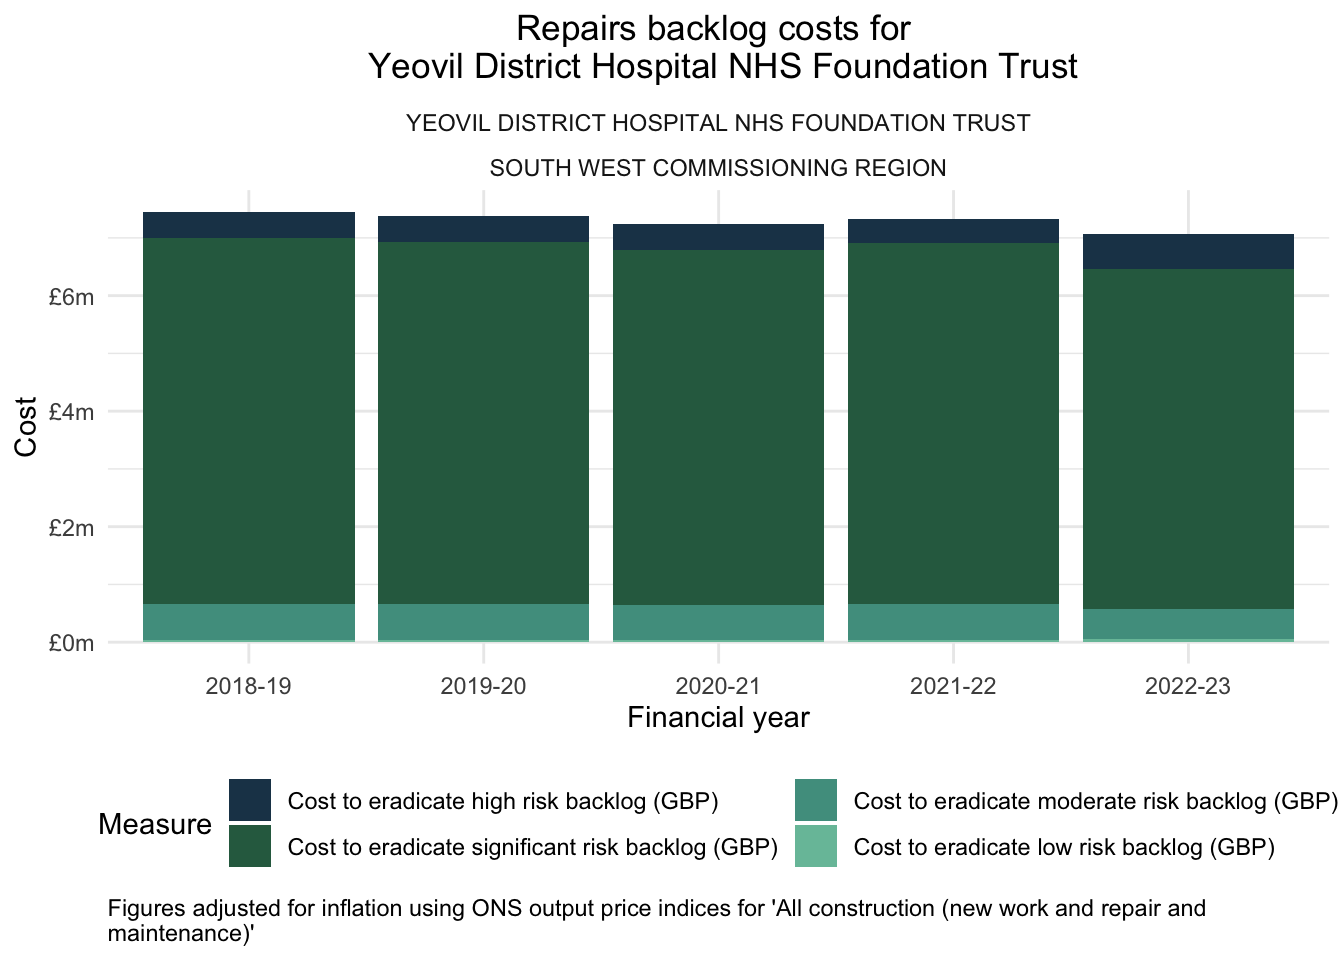 Repairs backlog costs for
Yeovil District Hospital NHS Foundation Trust
YEOVIL DISTRICT HOSPITAL NHS FOUNDATION TRUST
SOUTH WEST COMMISSIONING REGION
£6m
£4m
£2m
£0m
Cost
2018-19 2019-20 2020-21 2021-22 2022-23
Financial year
Measure
Cost to eradicate high risk backlog (GBP)
Cost to eradicate significant risk backlog (GBP)
Cost to eradicate moderate risk backlog (GBP)
Cost to eradicate low risk backlog (GBP)
Figures adjusted for inflation using ONS output price indices for 'All construction (new work and repair and
maintenance)'